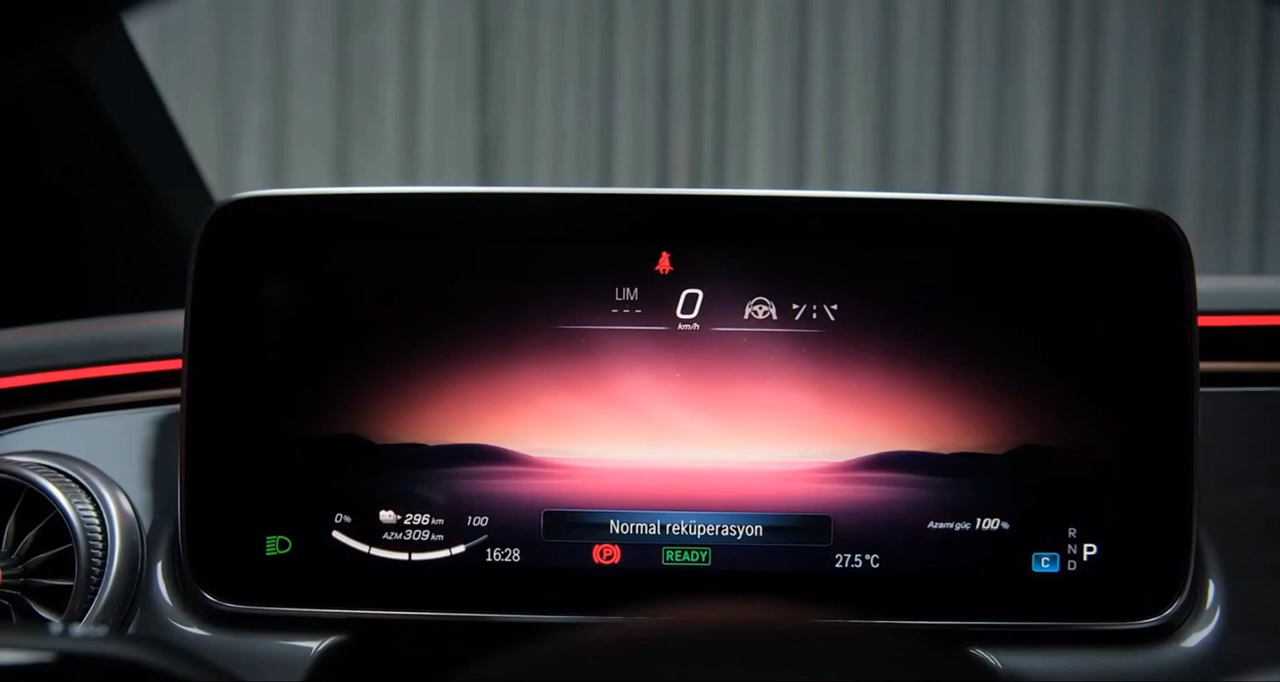 LIM
---
0
km/h
0%
296 km
100
AZM 309 km
16:28
Normal reküperasyon
P
READY
27.5 °C
Azami güç 100%
C
R
N
D
P